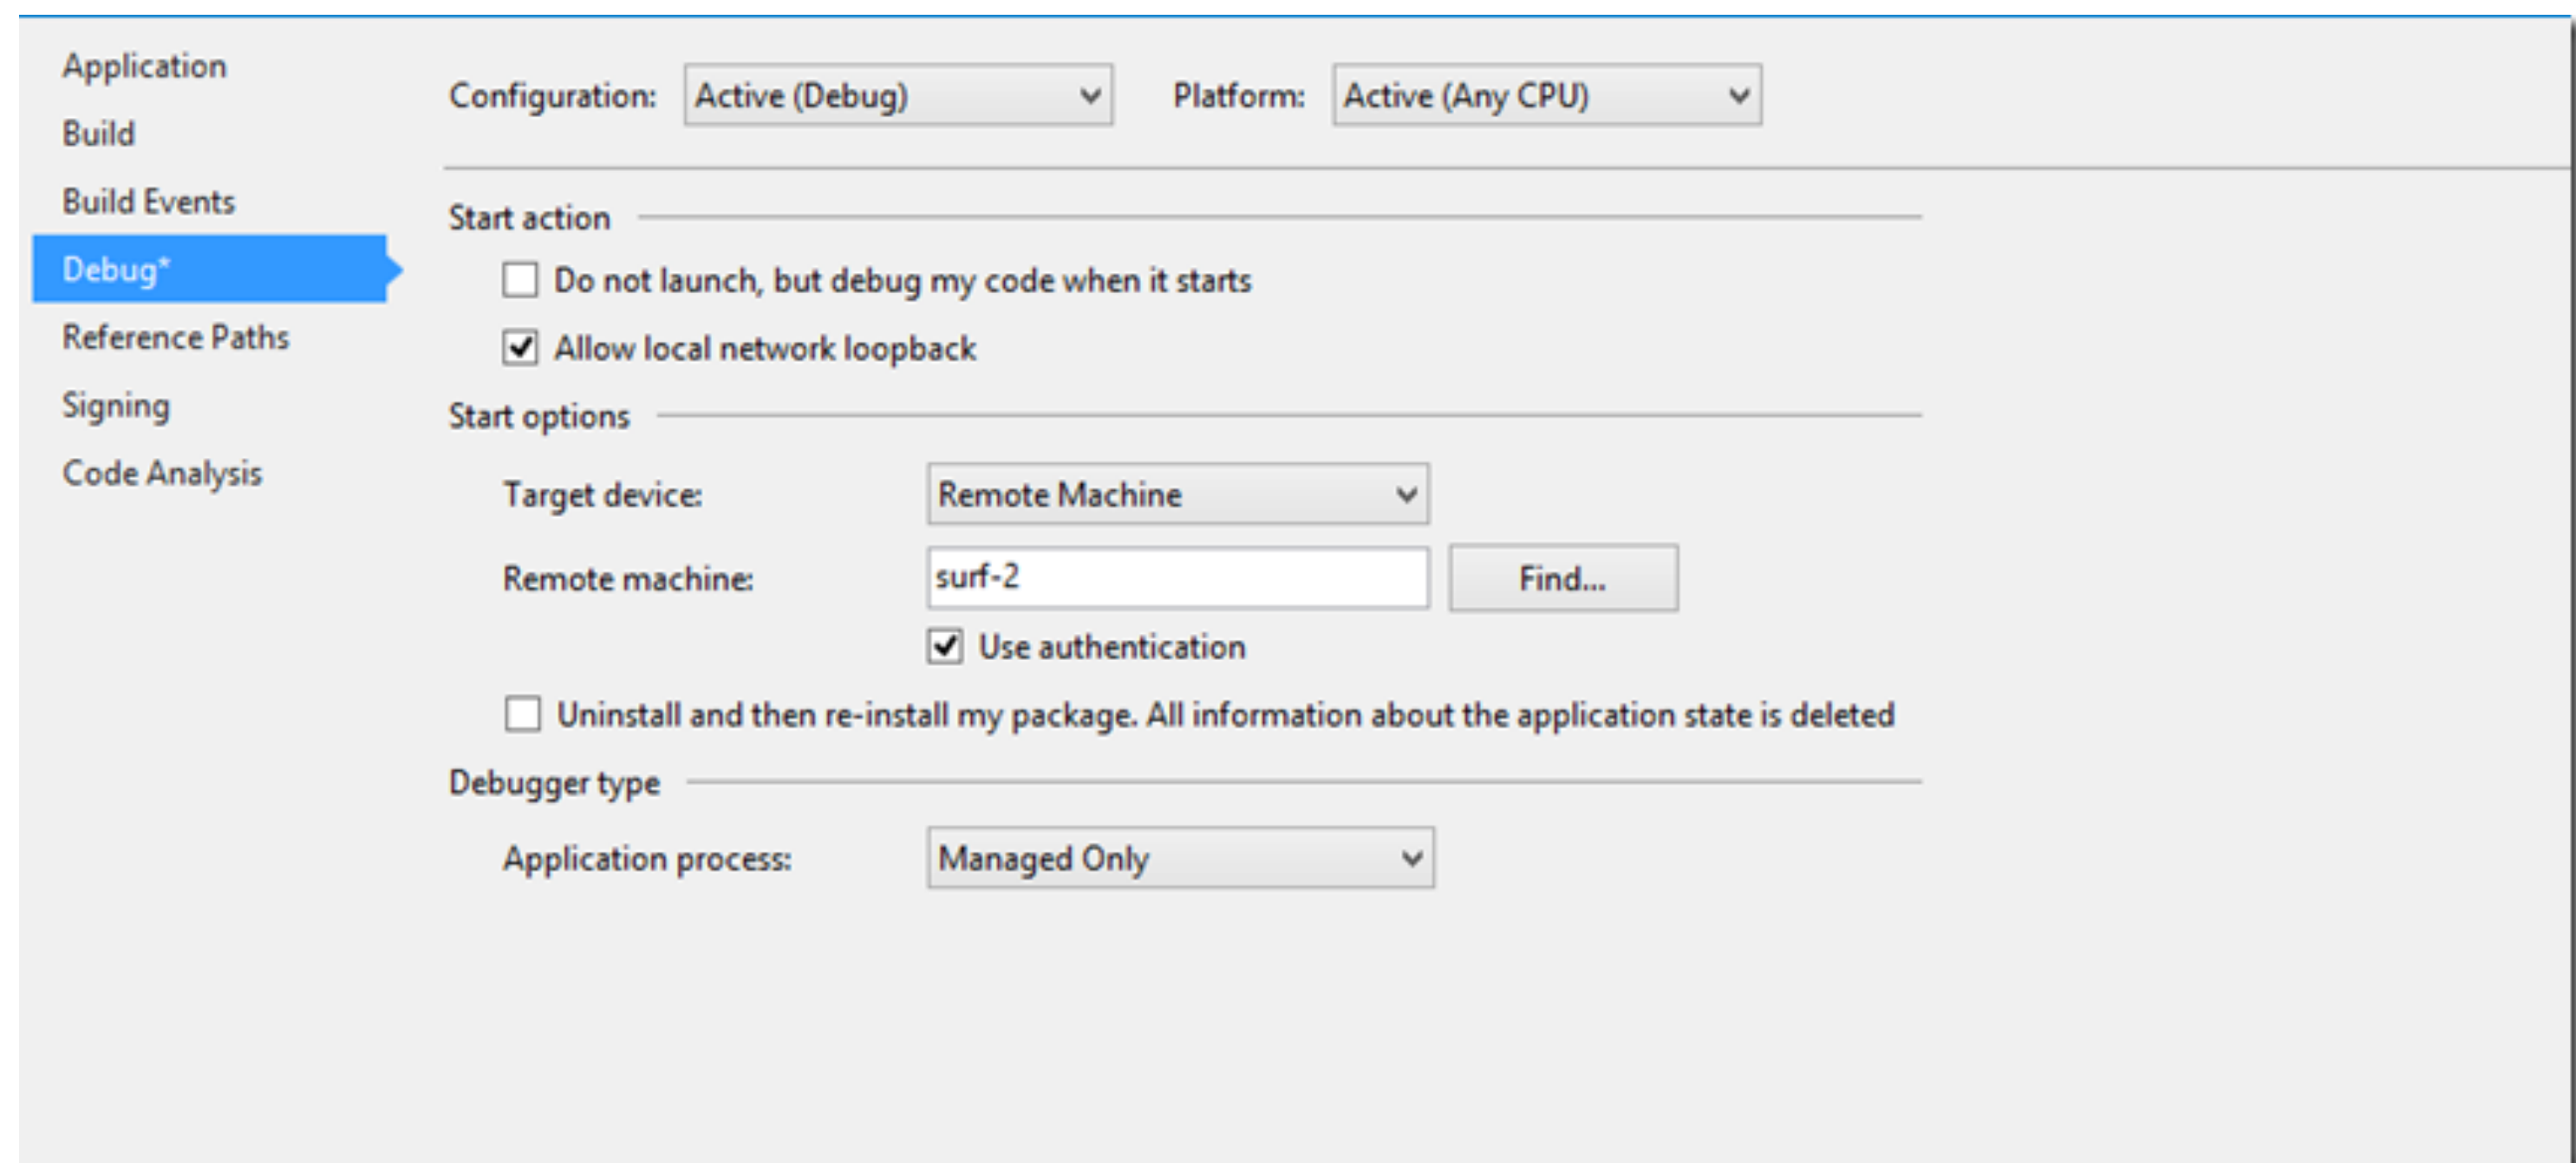 Application
Build
Build Events
Debug*
Reference Paths
Signing
Code Analysis
Configuration: Active (Debug) Platform: Active (Any CPU)
Start action
Do not launch, but debug my code when it starts
Allow local network loopback
Start options
Target device: Remote Machine
Remote machine: surf-2 Find...
Use authentication
Uninstall and then re-install my package. All information about the application state is deleted
Debugger type
Application process: Managed Only